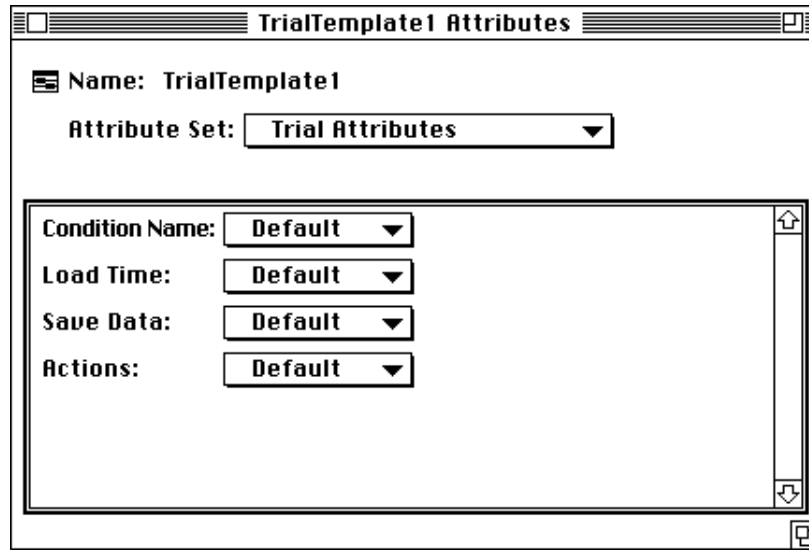 TrialTemplate1 Attributes
Name: TrialTemplate1
Attribute Set: Trial Attributes
Condition Name: Default
Load Time: Default
Save Data: Default
Actions: Default